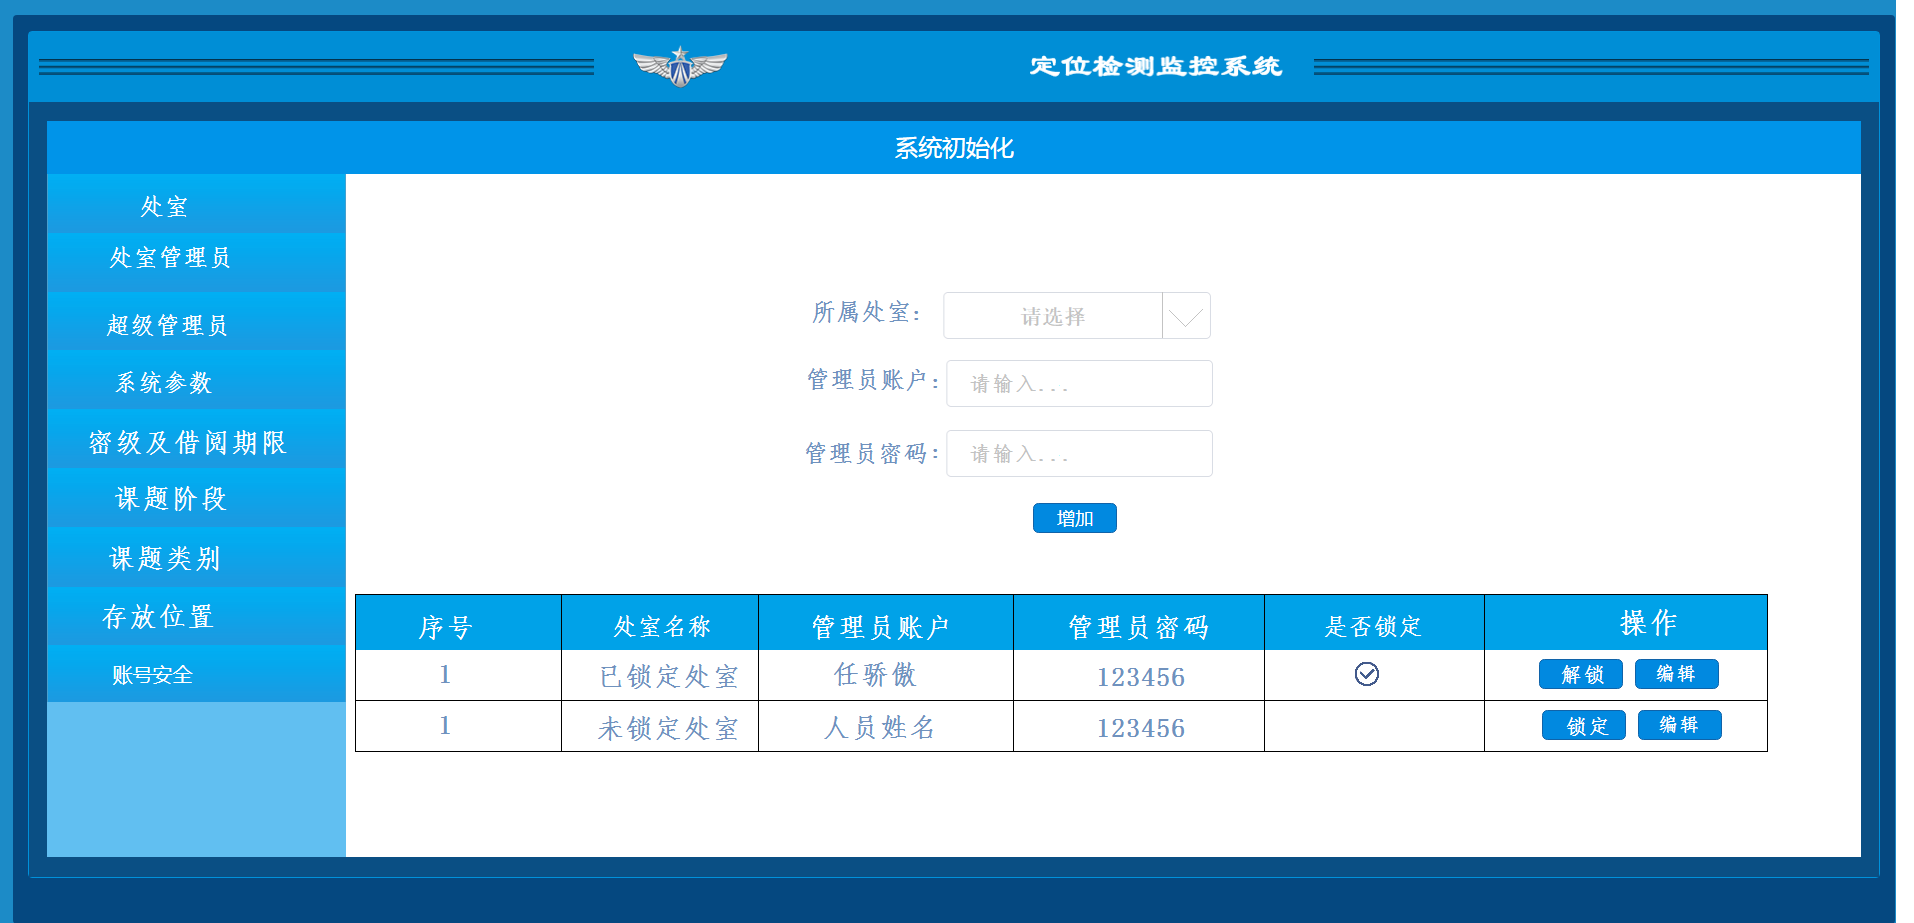 定位检测监控系统
系统初始化
处室
处室管理员
超级管理员
系统参数
密级及借阅期限
课题阶段
课题类别
存放位置
账号安全
所属处室: 请选择
管理员账户: 请输入...
管理员密码: 请输入...
增加
序号 处室名称 管理员账户 管理员密码 是否锁定 操作
1 已锁定处室 任骄傲 123456 解锁 编辑
1 未锁定处室 人员姓名 123456 锁定 编辑